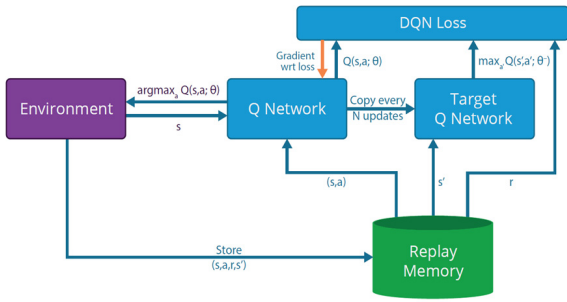 DQN Loss
Gradient
wrt loss
Q(s,a; θ)
maxₐ′ Q(s′,a′; θ⁻)
argmaxₐ Q(s,a; θ)
Environment
s
Q Network
Copy every
N updates
Target
Q Network
(s,a)
s′
r
Store
(s,a,r,s′)
Replay
Memory